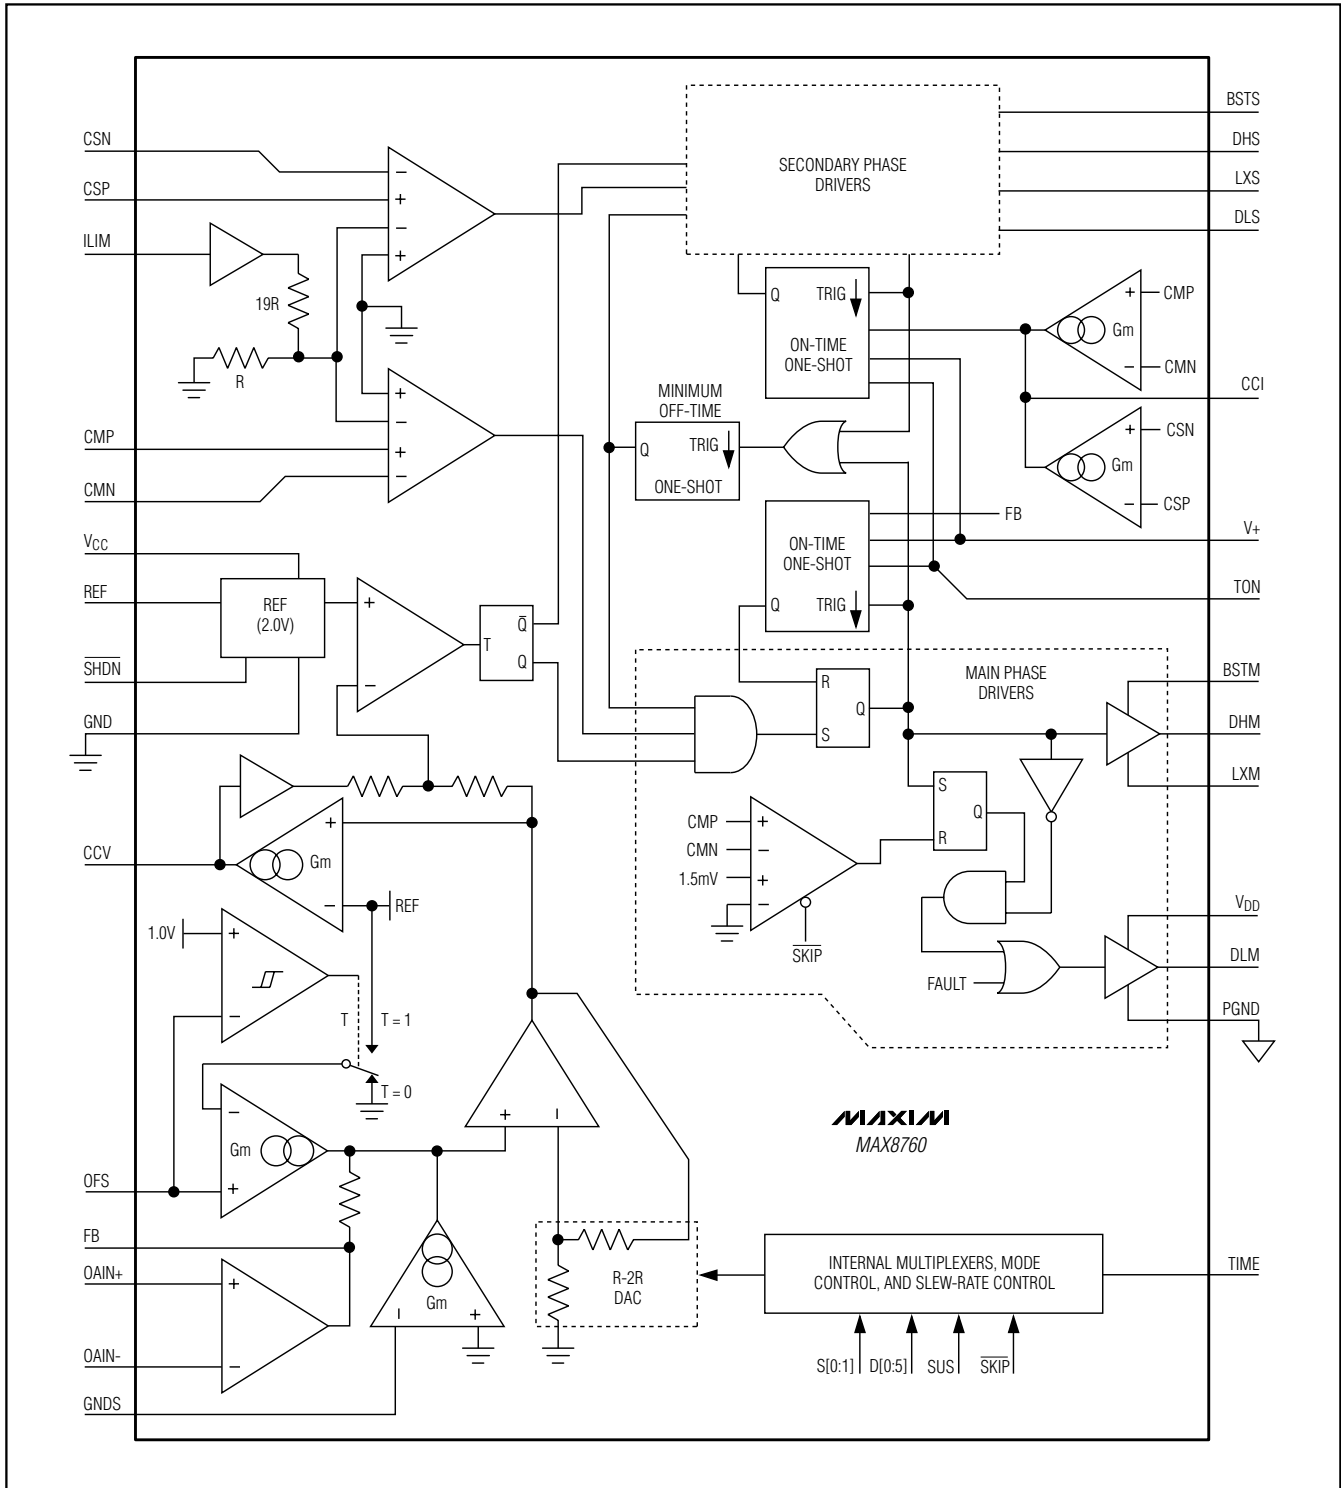 BSTS
DHS
LXS
DLS
SECONDARY PHASE
DRIVERS
CSN
CSP
ILIM
−
+
−
+
19R
R
Q
TRIG
ON-TIME
ONE-SHOT
+
CMP
Gm
−
CMN
CCI
+
CSN
Gm
−
CSP
MINIMUM
OFF-TIME
Q
TRIG
ONE-SHOT
CMP
CMN
+
−
+
−
ON-TIME
ONE-SHOT
FB
Q
TRIG
V+
TON
VCC
REF
SHDN
GND
REF
(2.0V)
+
−
T
Q
Q
MAIN PHASE
DRIVERS
R
S
Q
BSTM
DHM
LXM
S
R
Q
CMP
CMN
1.5mV
+
−
+
−
SKIP
FAULT
VDD
DLM
PGND
CCV
+
Gm
−
REF
1.0V
+
−
T
T = 1
T = 0
−
Gm
+
OFS
FB
OAIN+
OAIN-
GNDS
+
−
−
Gm
+
+
−
R-2R
DAC
MAXIM
MAX8760
INTERNAL MULTIPLEXERS, MODE
CONTROL, AND SLEW-RATE CONTROL
TIME
S[0:1]
D[0:5]
SUS
SKIP